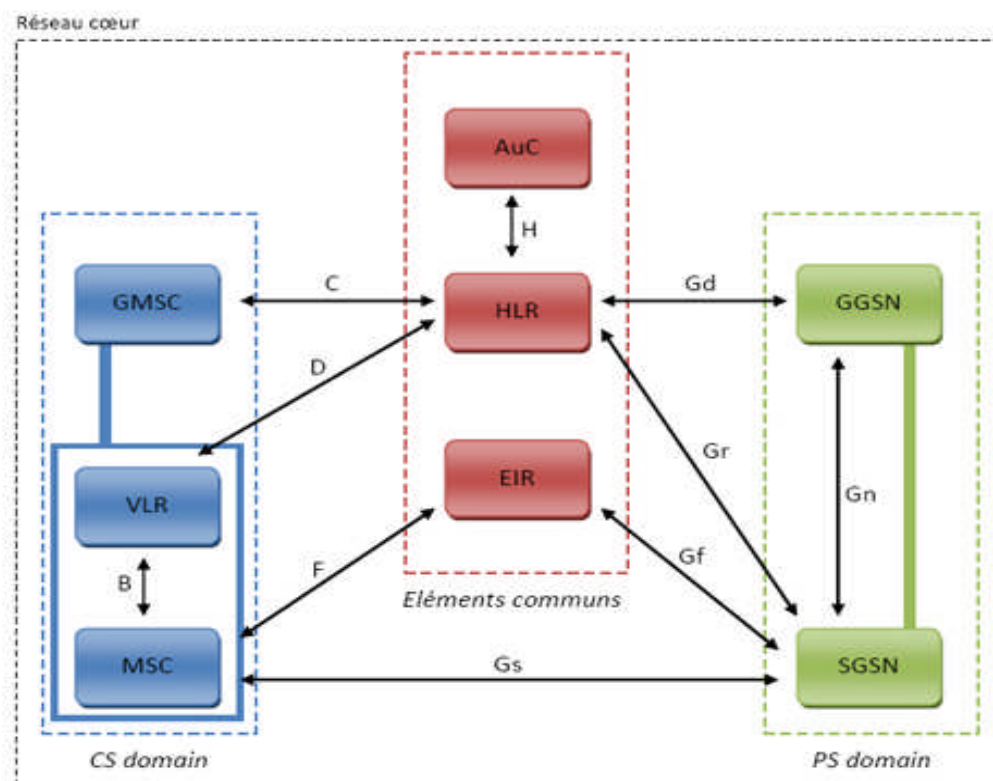 Réseau cœur
AuC
H
GMSC
C
HLR
Gd
GGSN
D
Gr
VLR
EIR
Gn
B
F
Gf
Eléments communs
MSC
Gs
SGSN
CS domain
PS domain